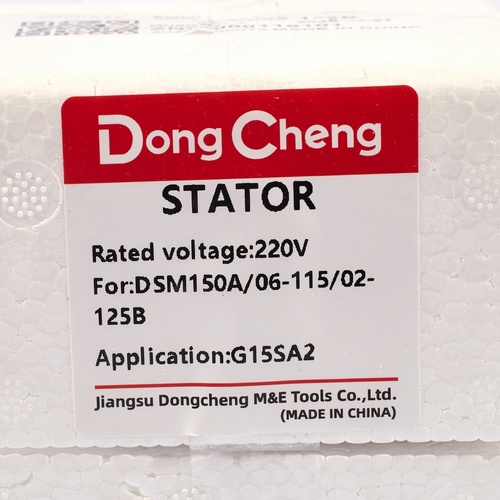 DongCheng
STATOR
Rated voltage:220V
For:DSM150A/06-115/02-
125B
Application:G15SA2
Jiangsu Dongcheng M&E Tools Co.,Ltd.
(MADE IN CHINA)